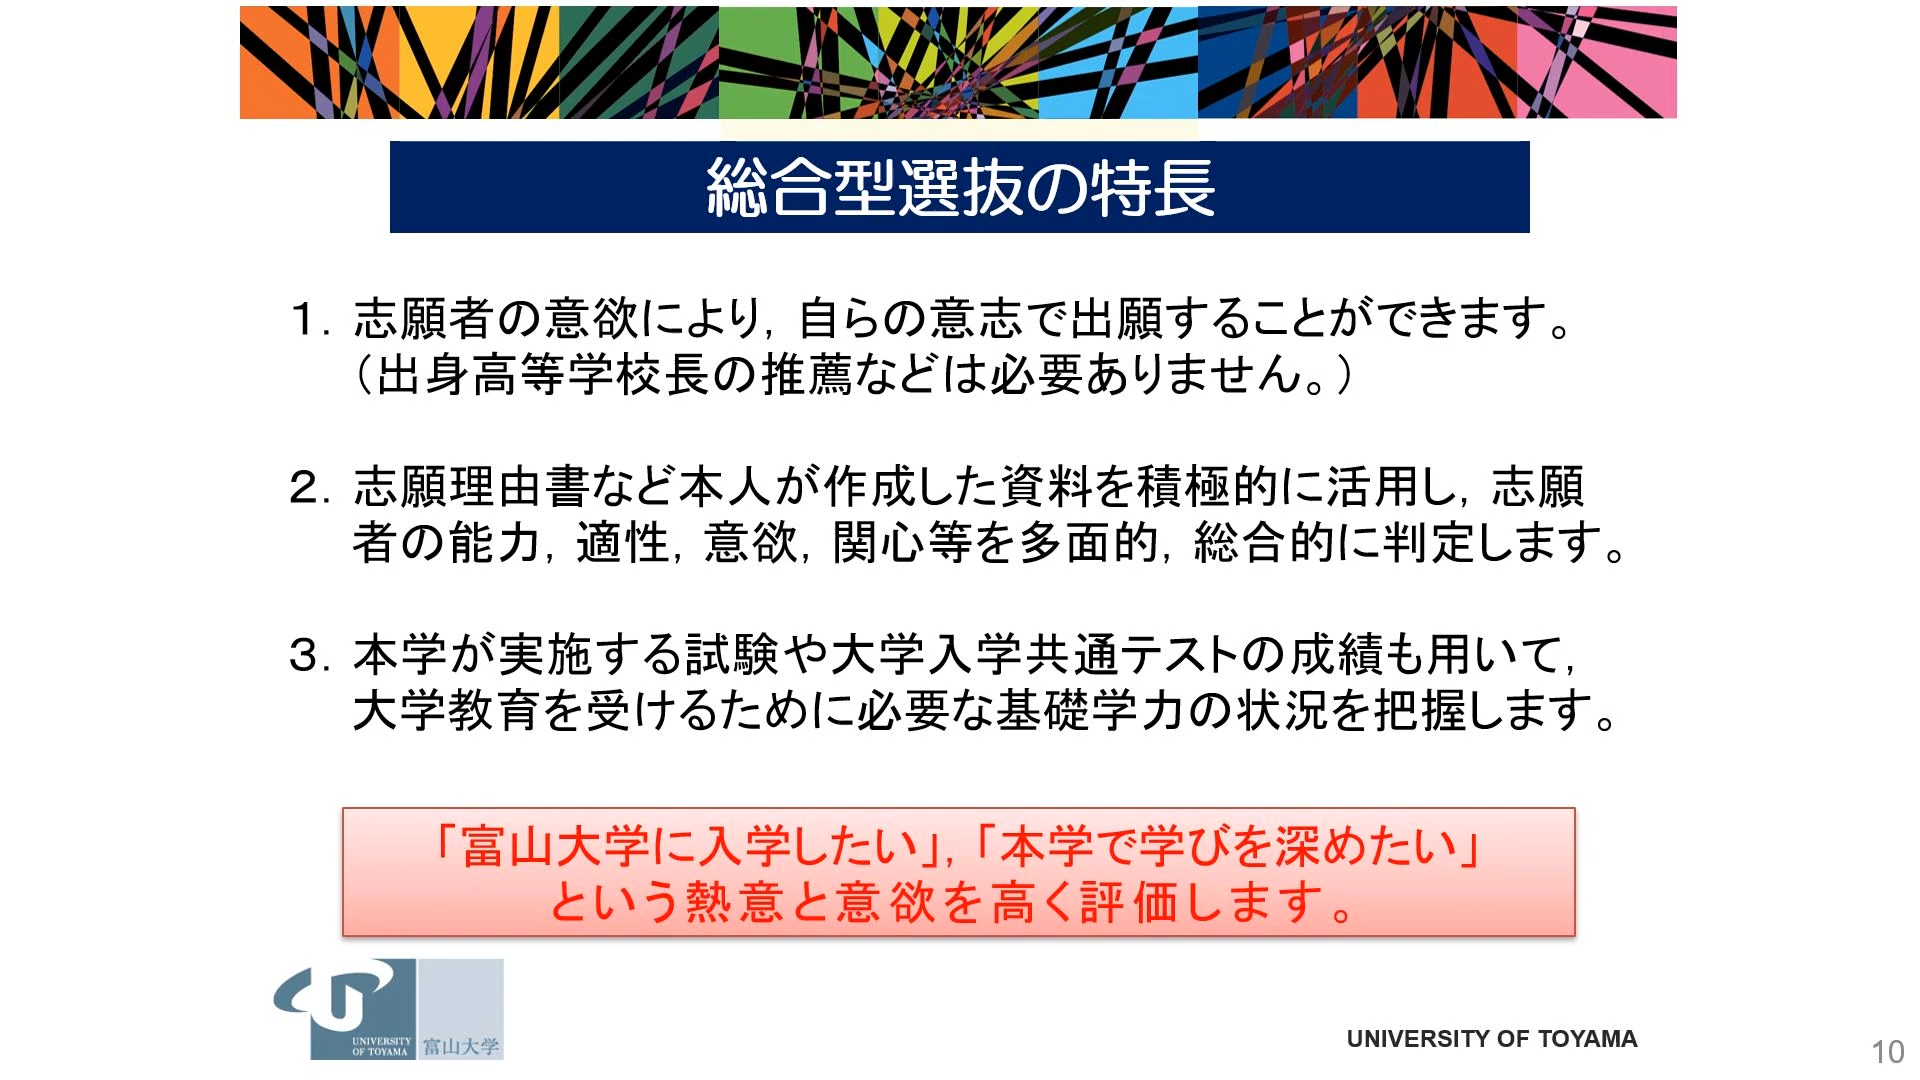 総合型選抜の特長
１．志願者の意欲により，自らの意志で出願することができます。
（出身高等学校長の推薦などは必要ありません。）
２．志願理由書など本人が作成した資料を積極的に活用し，志願
者の能力，適性，意欲，関心等を多面的，総合的に判定します。
３．本学が実施する試験や大学入学共通テストの成績も用いて，
大学教育を受けるために必要な基礎学力の状況を把握します。
「富山大学に入学したい」，「本学で学びを深めたい」
という熱意と意欲を高く評価します。
UNIVERSITY
OF TOYAMA
富山大学
UNIVERSITY OF TOYAMA
10